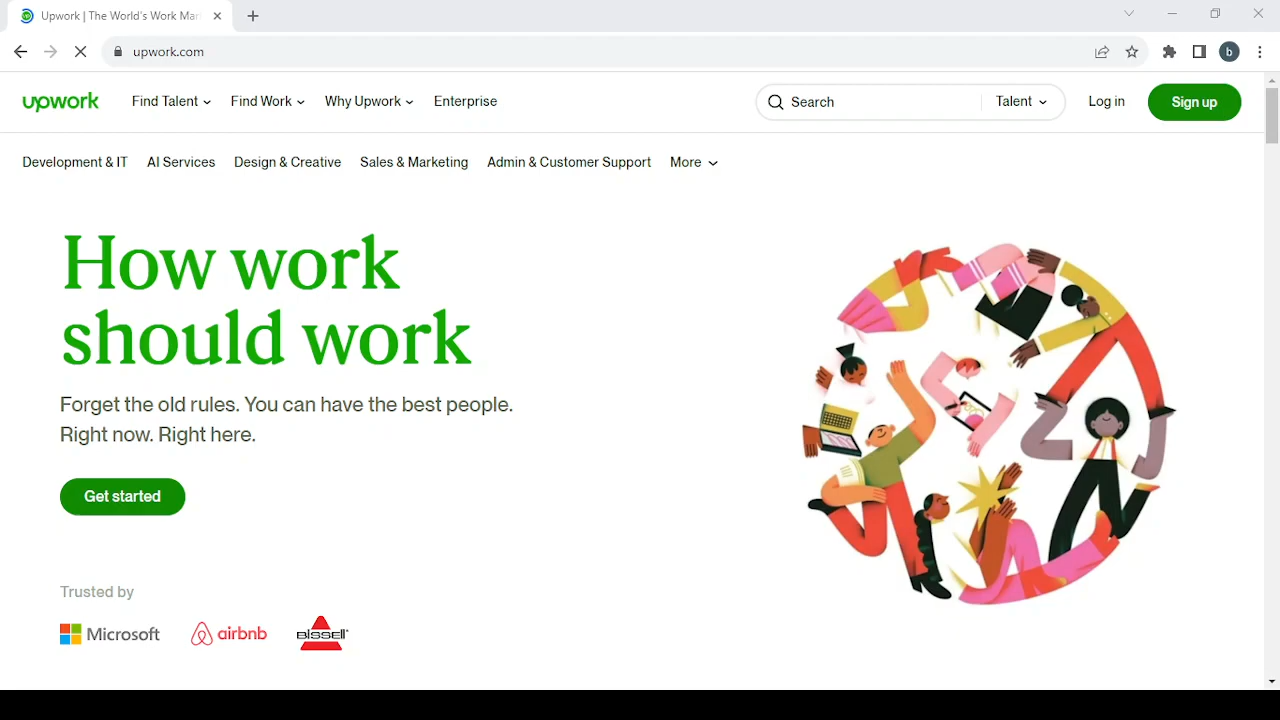 Upwork | The World's Work Mar
upwork.com
b
upwork
Find Talent
Find Work
Why Upwork
Enterprise
Search
Talent
Log in
Sign up
Development & IT
AI Services
Design & Creative
Sales & Marketing
Admin & Customer Support
More
How work
should work
Forget the old rules. You can have the best people.
Right now. Right here.
Get started
Trusted by
Microsoft
airbnb
BISSELL